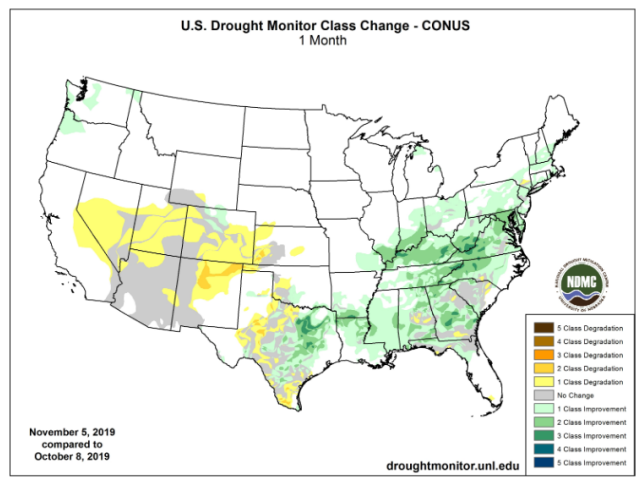 U.S. Drought Monitor Class Change - CONUS
1 Month
NDMC
5 Class Degradation
4 Class Degradation
3 Class Degradation
2 Class Degradation
1 Class Degradation
No Change
1 Class Improvement
2 Class Improvement
3 Class Improvement
4 Class Improvement
5 Class Improvement
November 5, 2019
compared to
October 8, 2019
droughtmonitor.unl.edu